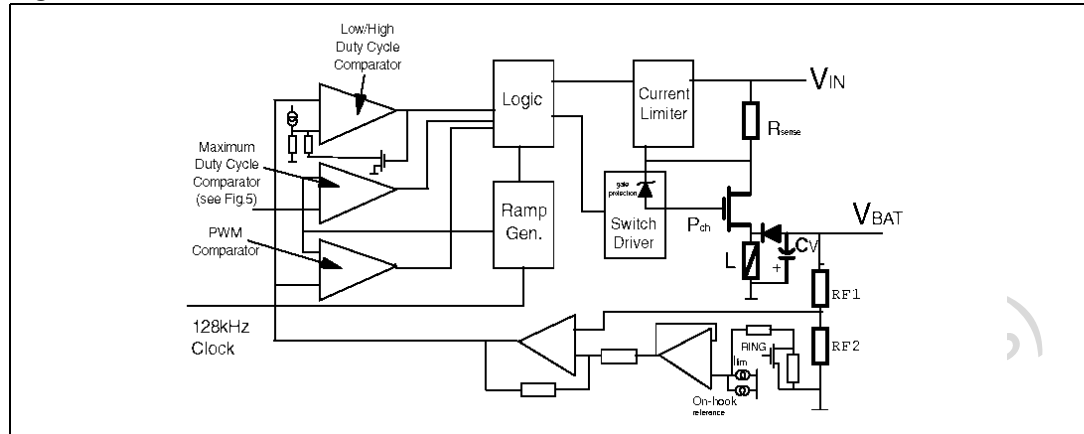 Low/High
Duty Cycle
Comparator
Maximum
Duty Cycle
Comparator
(see Fig.5)
PWM
Comparator
128kHz
Clock
Logic
Ramp
Gen.
Current
Limiter
gate
protection
Switch
Driver
VIN
Rsense
Pch
VBAT
L
CV
+
RF1
RF2
RING
Ilim
On-hook
reference